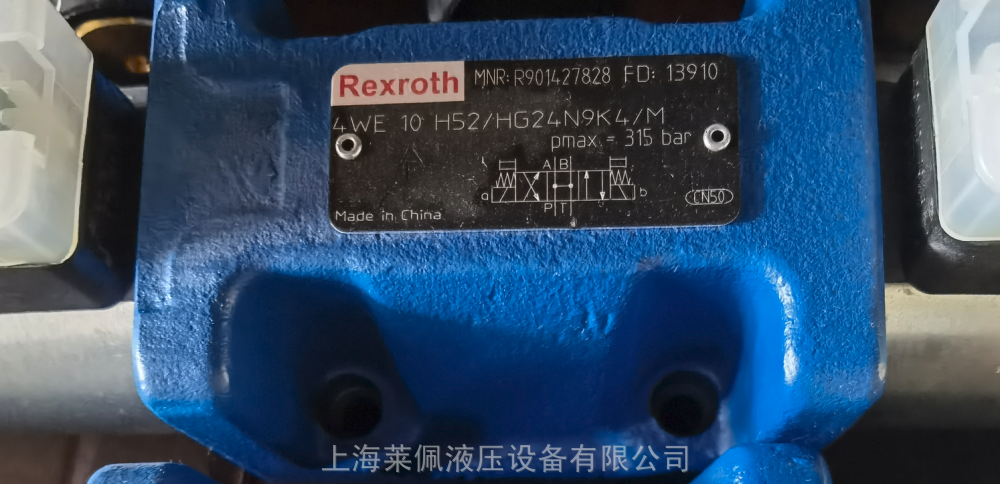 Rexroth MNR: R901427828 FD: 13910
4WE 10 H52/HG24N9K4/M
pmax = 315 bar
A B
a b
P T
Made in China
CN50
上海莱佩液压设备有限公司